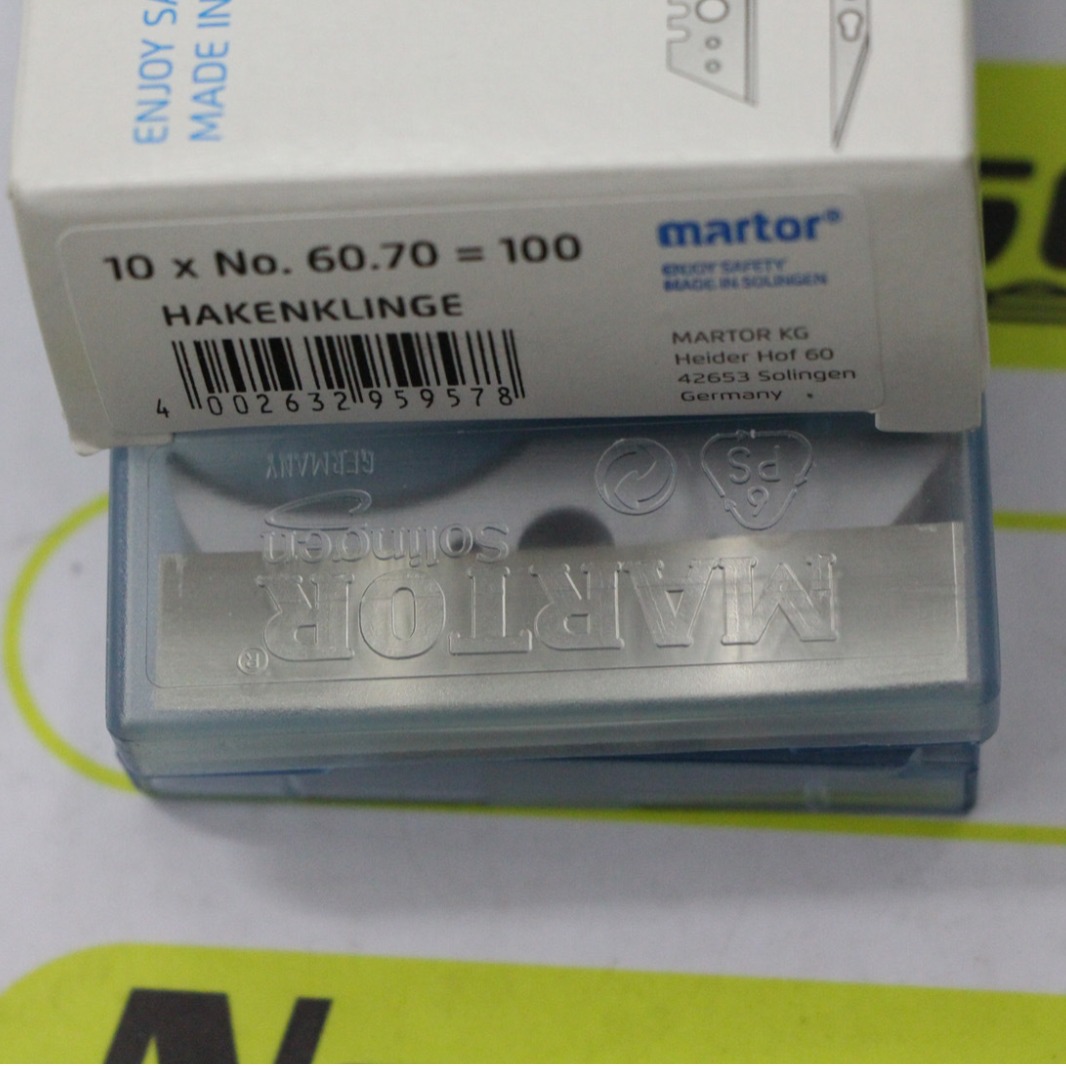 ENJOY SA
MADE IN
10 x No. 60.70 = 100
HAKENKLINGE
4 002632 959578
martor®
ENJOY SAFETY
MADE IN SOLINGEN
MARTOR KG
Heider Hof 60
42653 Solingen
Germany
GERMANY
6
PS
Solingen
MARTOR®
N